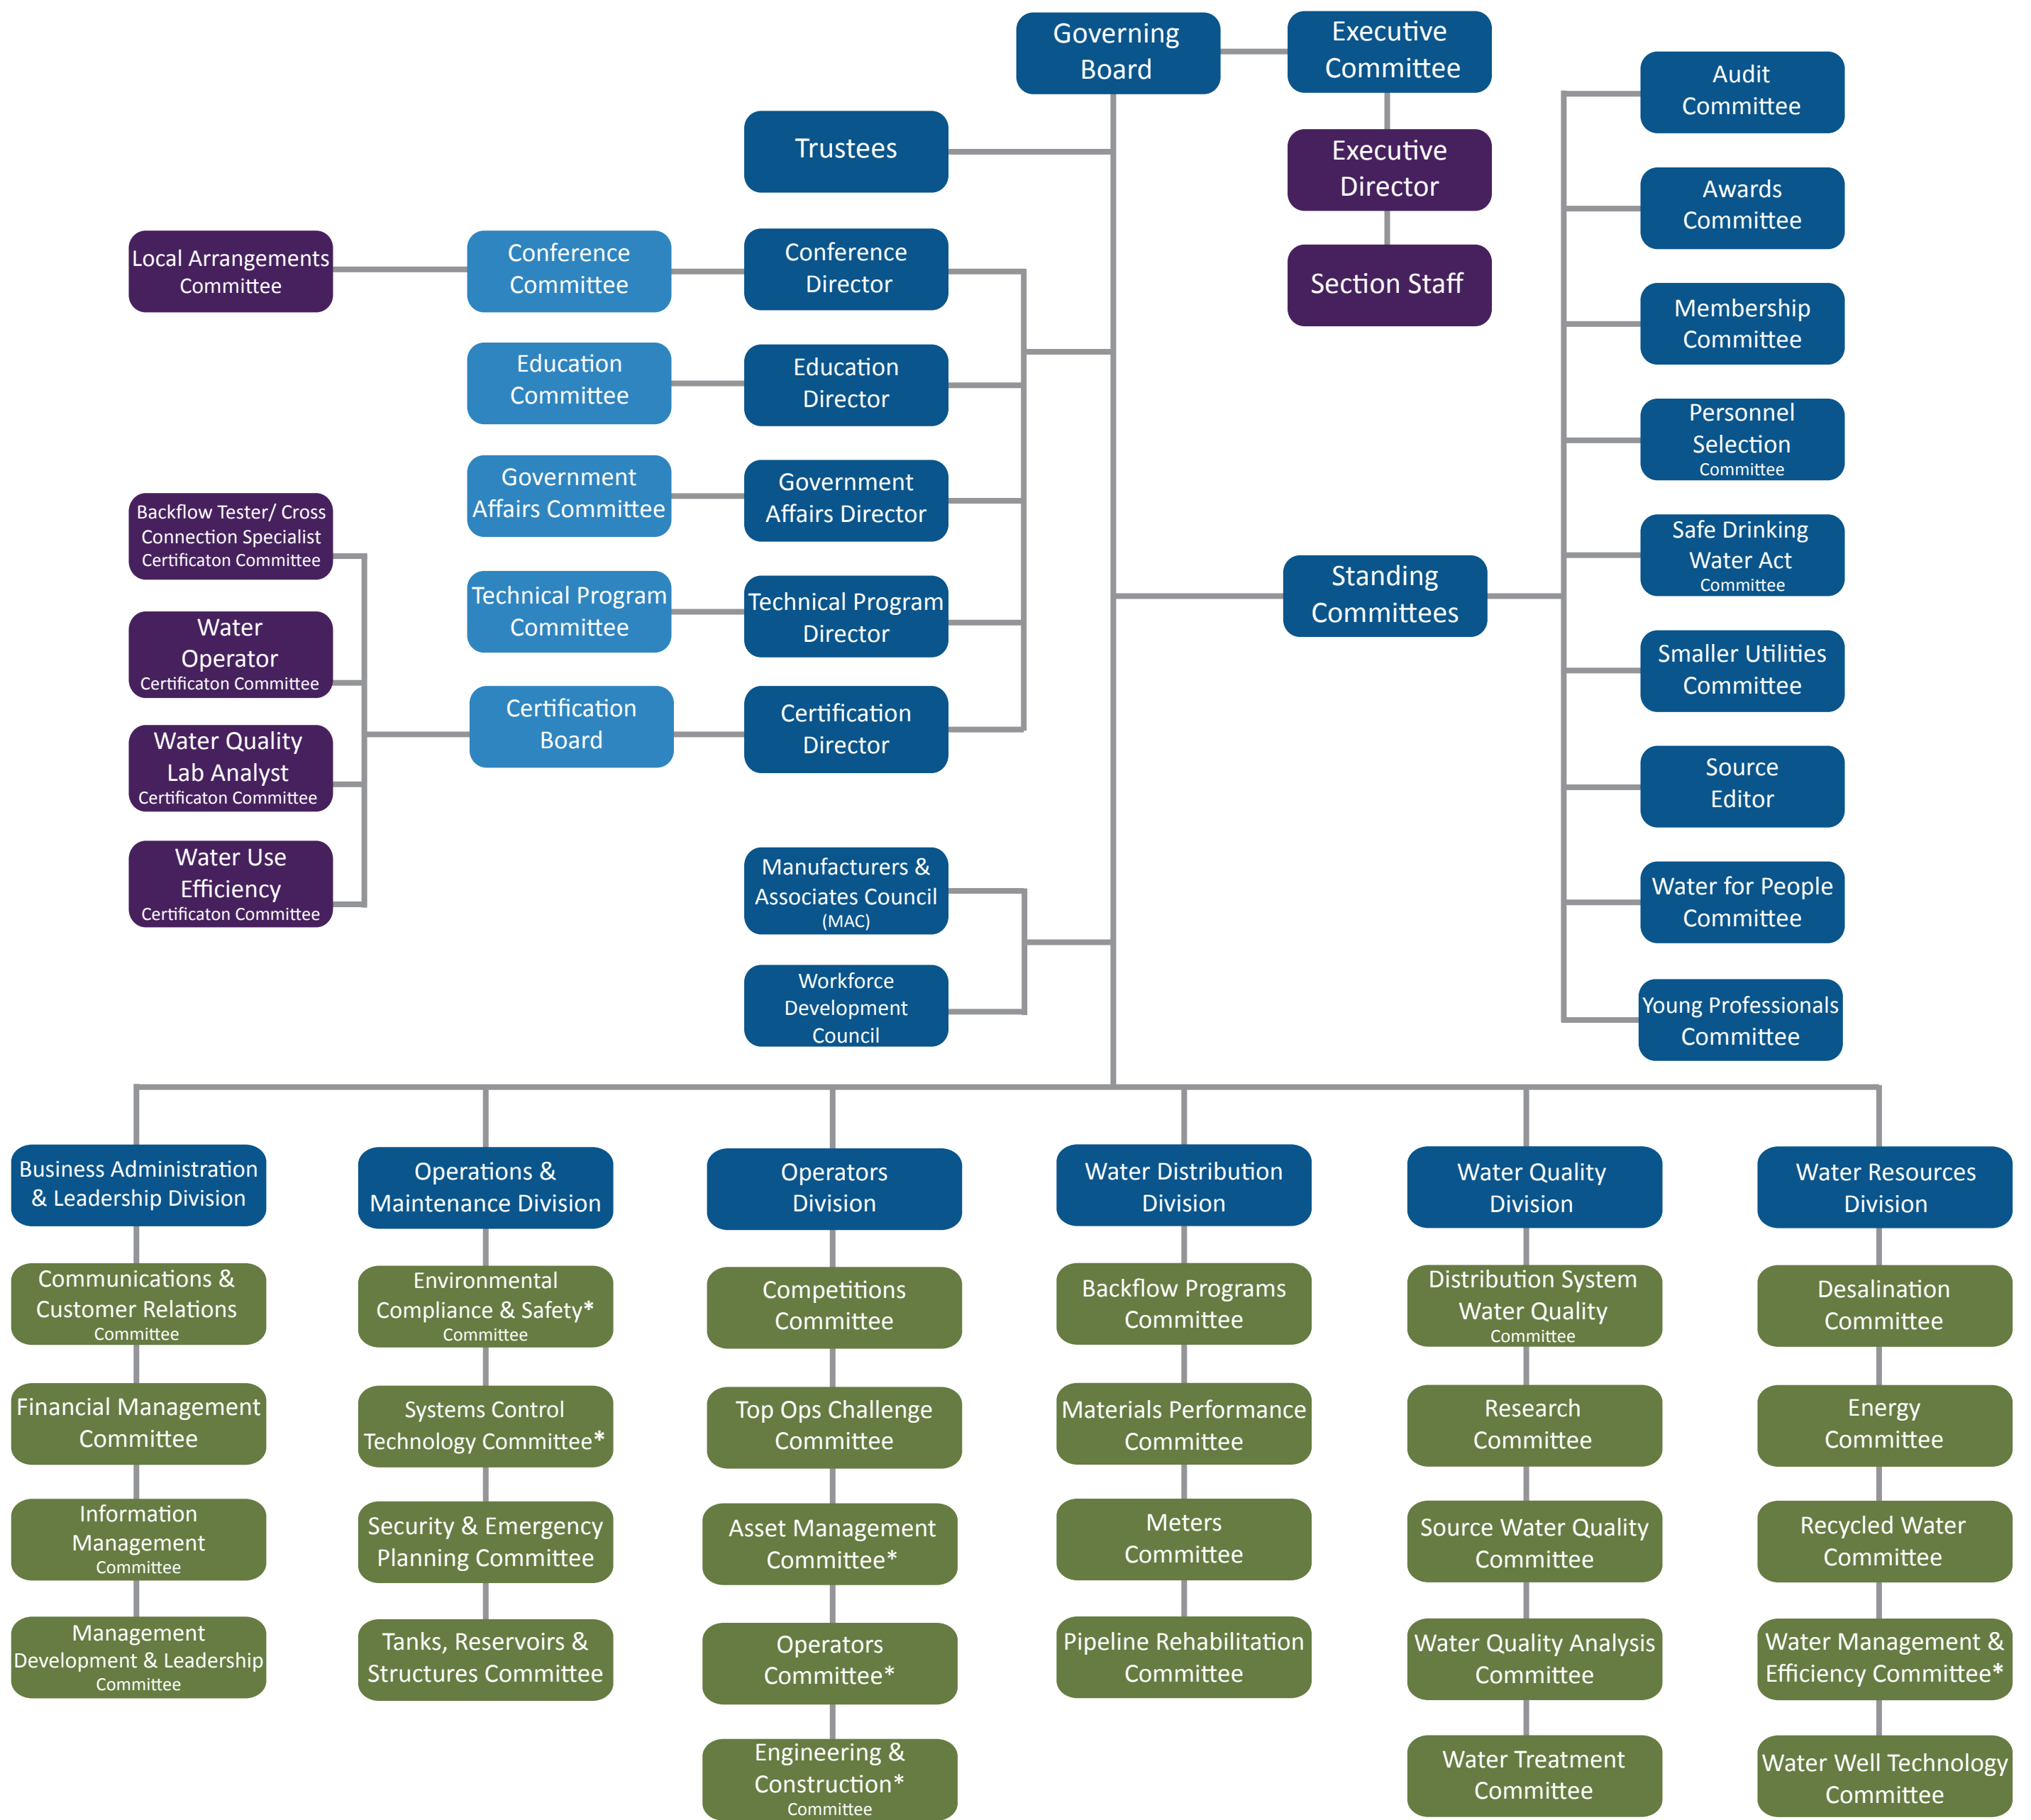 Governing
Board
Executive
Committee
Audit
Committee
Trustees
Executive
Director
Awards
Committee
Local Arrangements
Committee
Conference
Committee
Conference
Director
Section Staff
Membership
Committee
Education
Committee
Education
Director
Personnel
Selection
Committee
Government
Affairs Committee
Government
Affairs Director
Backflow Tester/ Cross
Connection Specialist
Certificaton Committee
Safe Drinking
Water Act
Committee
Technical Program
Committee
Technical Program
Director
Standing
Committees
Water
Operator
Certificaton Committee
Smaller Utilities
Committee
Certification
Board
Certification
Director
Water Quality
Lab Analyst
Certificaton Committee
Source
Editor
Water Use
Efficiency
Certificaton Committee
Manufacturers &
Associates Council
(MAC)
Water for People
Committee
Workforce
Development
Council
Young Professionals
Committee
Business Administration
& Leadership Division
Operations &
Maintenance Division
Operators
Division
Water Distribution
Division
Water Quality
Division
Water Resources
Division
Communications &
Customer Relations
Committee
Environmental
Compliance & Safety*
Committee
Competitions
Committee
Backflow Programs
Committee
Distribution System
Water Quality
Committee
Desalination
Committee
Financial Management
Committee
Systems Control
Technology Committee*
Top Ops Challenge
Committee
Materials Performance
Committee
Research
Committee
Energy
Committee
Information
Management
Committee
Security & Emergency
Planning Committee
Asset Management
Committee*
Meters
Committee
Source Water Quality
Committee
Recycled Water
Committee
Management
Development & Leadership
Committee
Tanks, Reservoirs &
Structures Committee
Operators
Committee*
Pipeline Rehabilitation
Committee
Water Quality Analysis
Committee
Water Management &
Efficiency Committee*
Engineering &
Construction*
Committee
Water Treatment
Committee
Water Well Technology
Committee